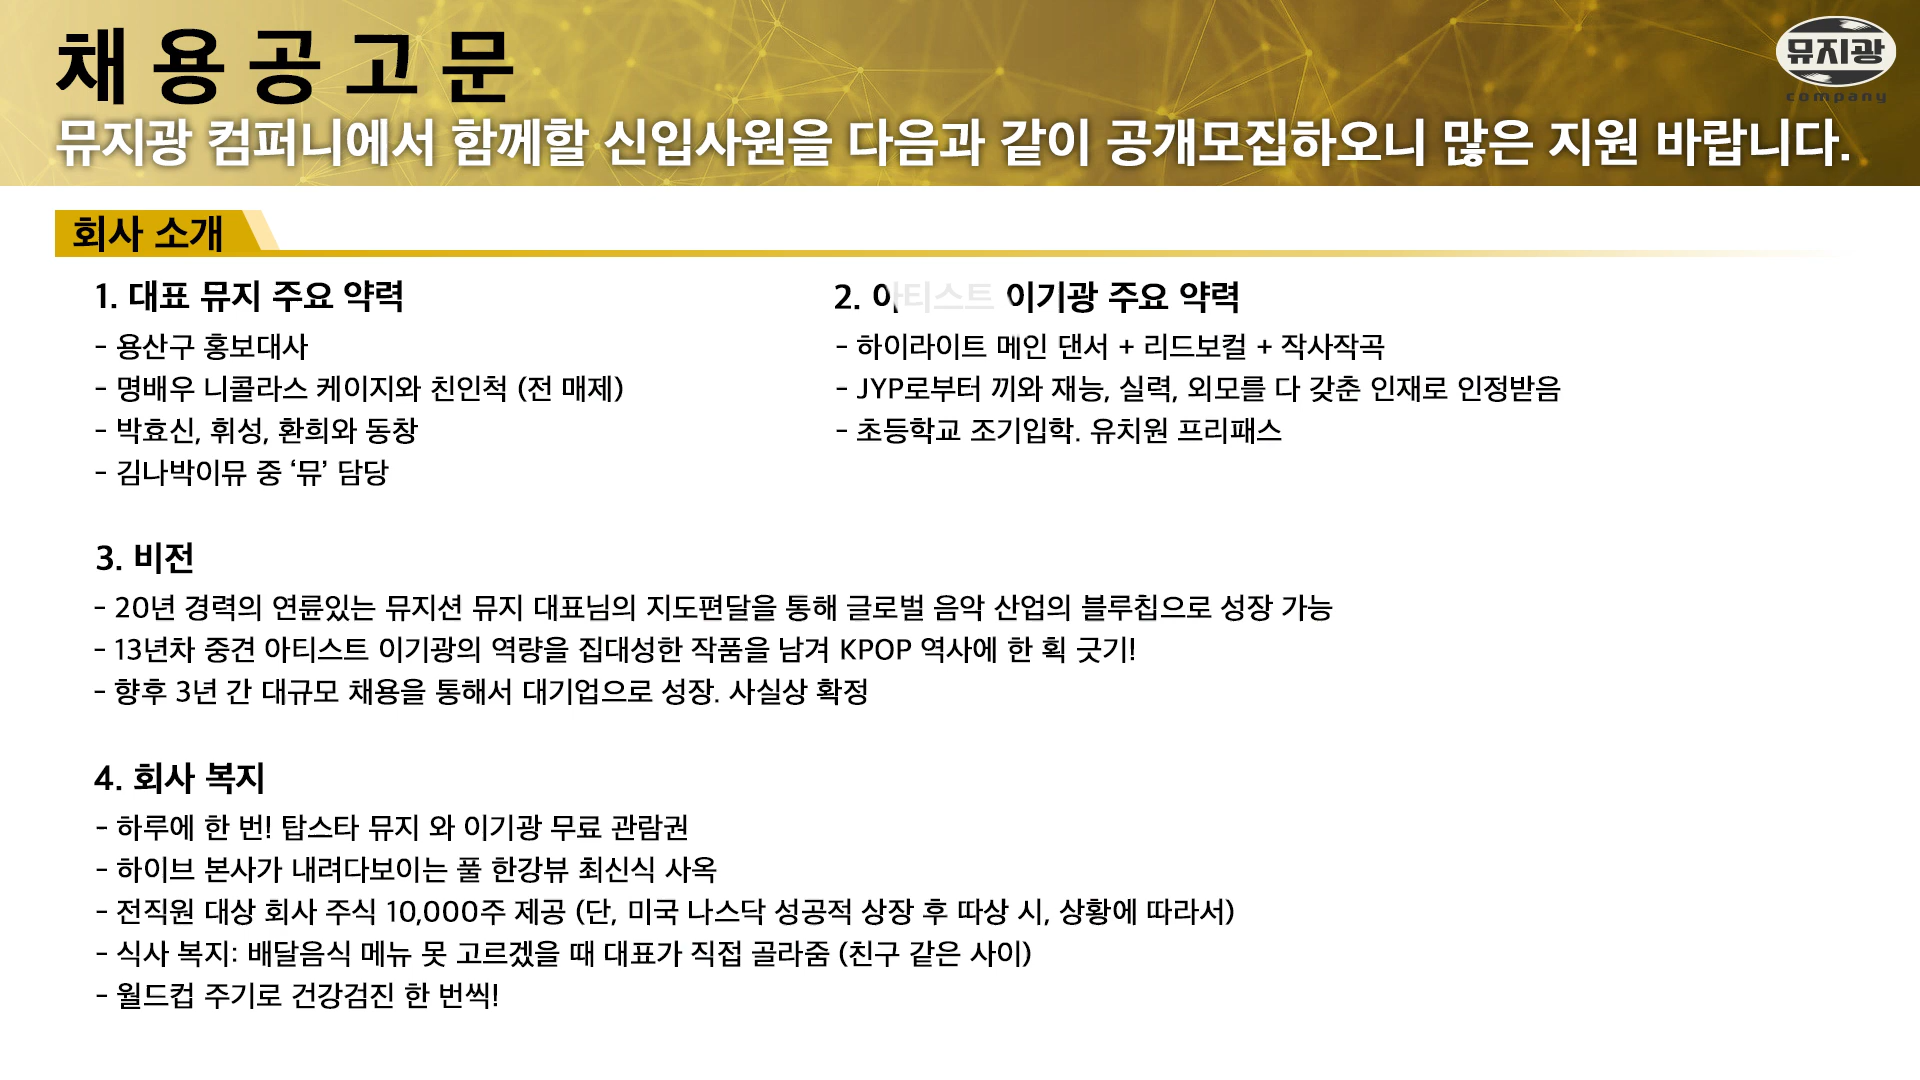 채용공고문
뮤지광 company
뮤지광 컴퍼니에서 함께할 신입사원을 다음과 같이 공개모집하오니 많은 지원 바랍니다.
회사 소개
1. 대표 뮤지 주요 약력
- 용산구 홍보대사
- 명배우 니콜라스 케이지와 친인척 (전 매제)
- 박효신, 휘성, 환희와 동창
- 김나박이뮤 중 ‘뮤’ 담당
2. 아티스트 이기광 주요 약력
- 하이라이트 메인 댄서 + 리드보컬 + 작사작곡
- JYP로부터 끼와 재능, 실력, 외모를 다 갖춘 인재로 인정받음
- 초등학교 조기입학. 유치원 프리패스
3. 비전
- 20년 경력의 연륜있는 뮤지션 뮤지 대표님의 지도편달을 통해 글로벌 음악 산업의 블루칩으로 성장 가능
- 13년차 중견 아티스트 이기광의 역량을 집대성한 작품을 남겨 KPOP 역사에 한 획 긋기!
- 향후 3년 간 대규모 채용을 통해서 대기업으로 성장. 사실상 확정
4. 회사 복지
- 하루에 한 번! 탑스타 뮤지 와 이기광 무료 관람권
- 하이브 본사가 내려다보이는 풀 한강뷰 최신식 사옥
- 전직원 대상 회사 주식 10,000주 제공 (단, 미국 나스닥 성공적 상장 후 따상 시, 상황에 따라서)
- 식사 복지: 배달음식 메뉴 못 고르겠을 때 대표가 직접 골라줌 (친구 같은 사이)
- 월드컵 주기로 건강검진 한 번씩!